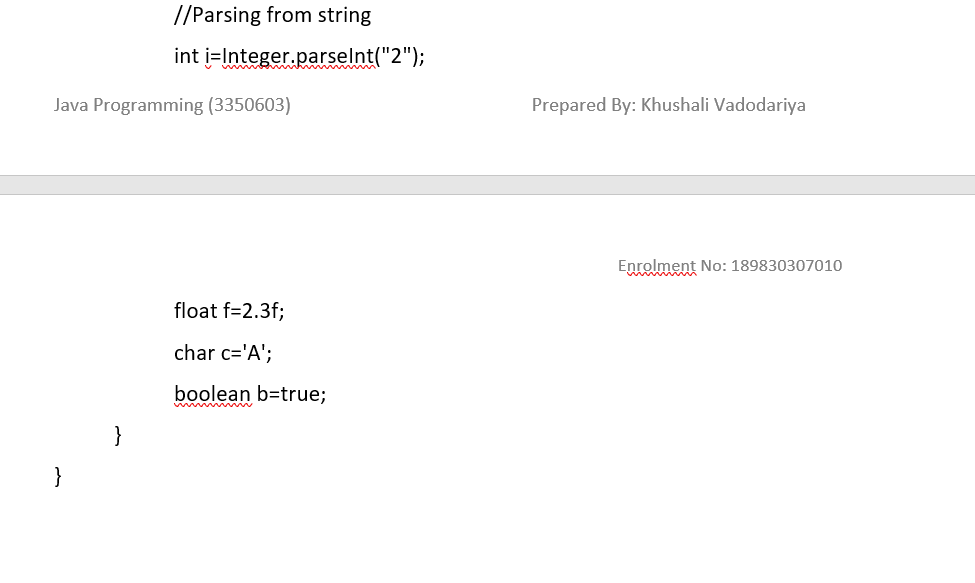 //Parsing from string
int i=Integer.parseInt("2");
Java Programming (3350603) Prepared By: Khushali Vadodariya
Enrolment No: 189830307010
float f=2.3f;
char c='A';
boolean b=true;
}
}